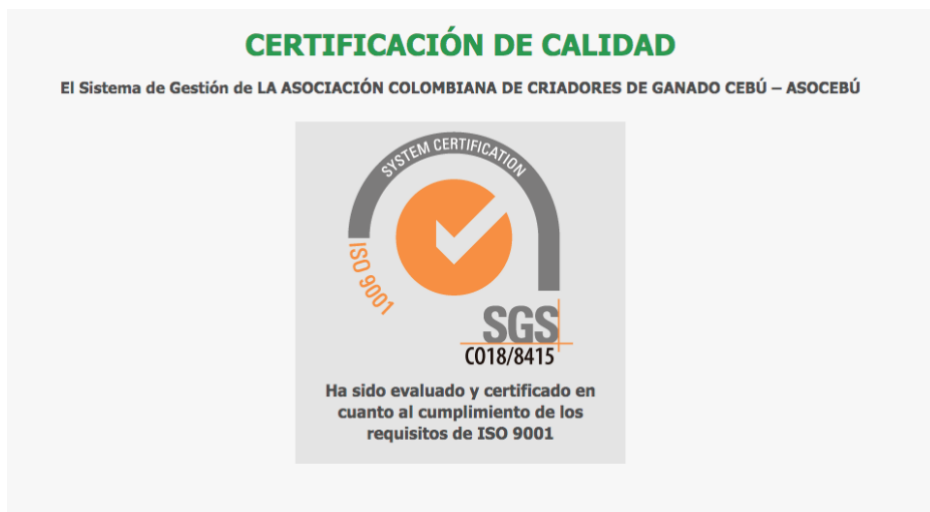 CERTIFICACIÓN DE CALIDAD
El Sistema de Gestión de LA ASOCIACIÓN COLOMBIANA DE CRIADORES DE GANADO CEBÚ – ASOCEBÚ
SYSTEM CERTIFICATION
ISO 9001
SGS
CO18/8415
Ha sido evaluado y certificado en
cuanto al cumplimiento de los
requisitos de ISO 9001